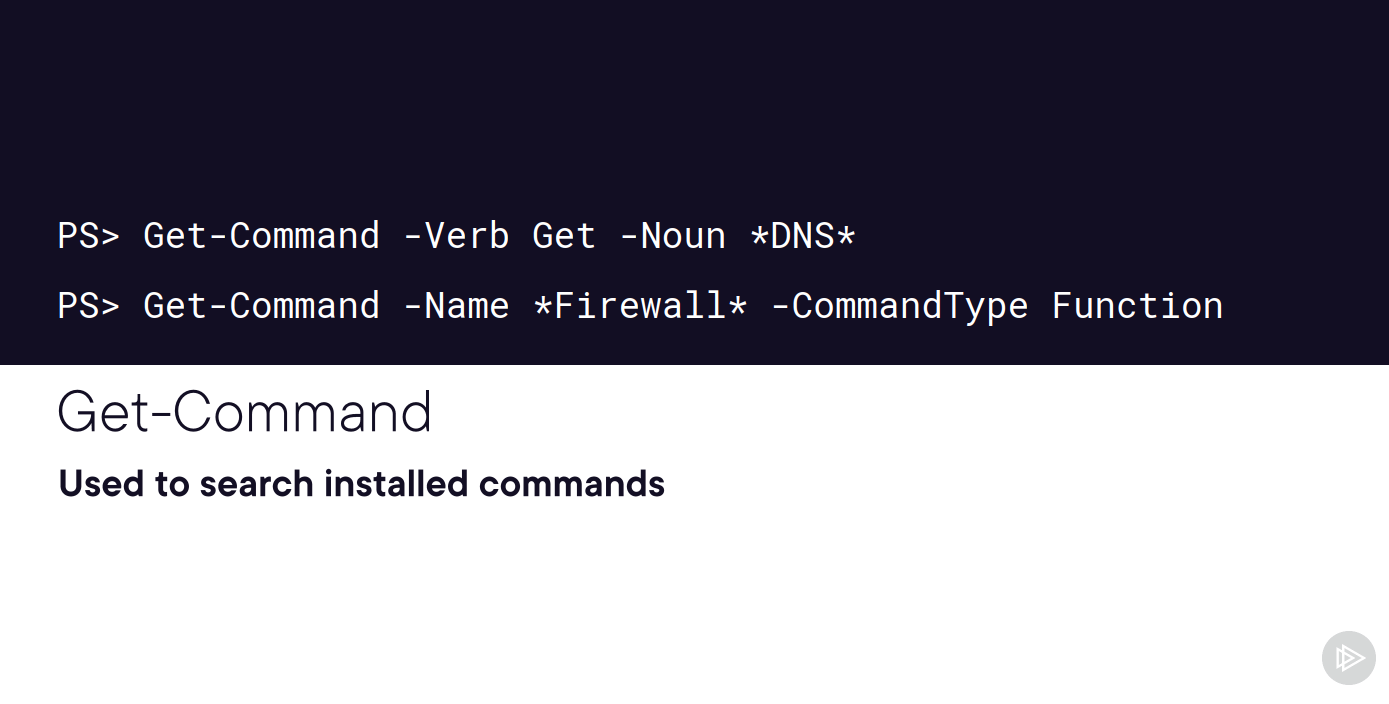 PS> Get-Command -Verb Get -Noun *DNS*
PS> Get-Command -Name *Firewall* -CommandType Function
Get-Command
Used to search installed commands